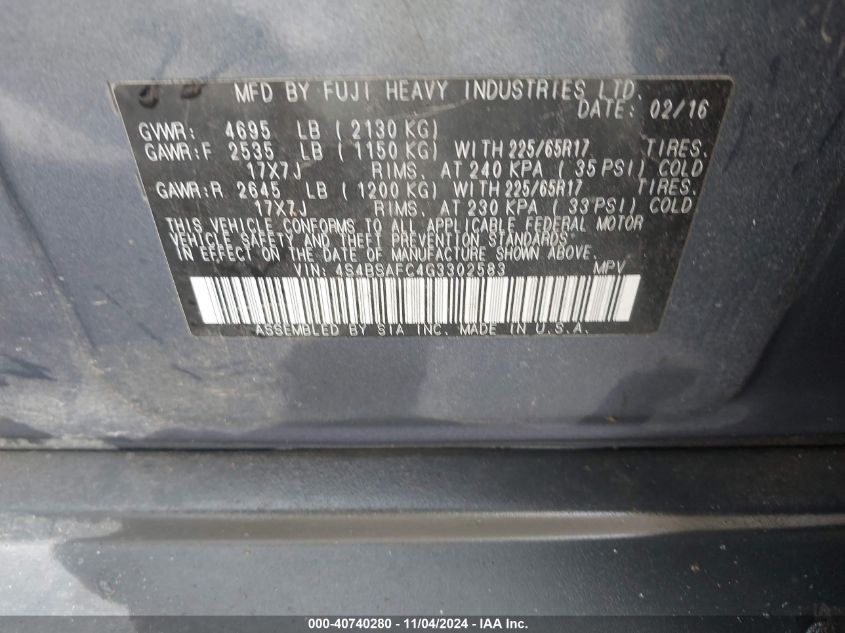 MFD BY FUJI HEAVY INDUSTRIES LTD.
DATE: 02/16
GVWR: 4695 LB ( 2130 KG)
GAWR:F 2535 LB ( 1150 KG) WITH 225/65R17 TIRES.
17X7J RIMS. AT 240 KPA ( 35 PSI) COLD
GAWR:R 2645 LB ( 1200 KG) WITH 225/65R17 TIRES.
17X7J RIMS. AT 230 KPA ( 33 PSI) COLD
THIS VEHICLE CONFORMS TO ALL APPLICABLE FEDERAL MOTOR
VEHICLE SAFETY AND THEFT PREVENTION STANDARDS
IN EFFECT ON THE DATE OF MANUFACTURE SHOWN ABOVE.
VIN: 4S4BSAFC4G3302583 MPV
ASSEMBLED BY SIA INC. MADE IN U.S.A.
000-40740280 - 11/04/2024 - IAA Inc.